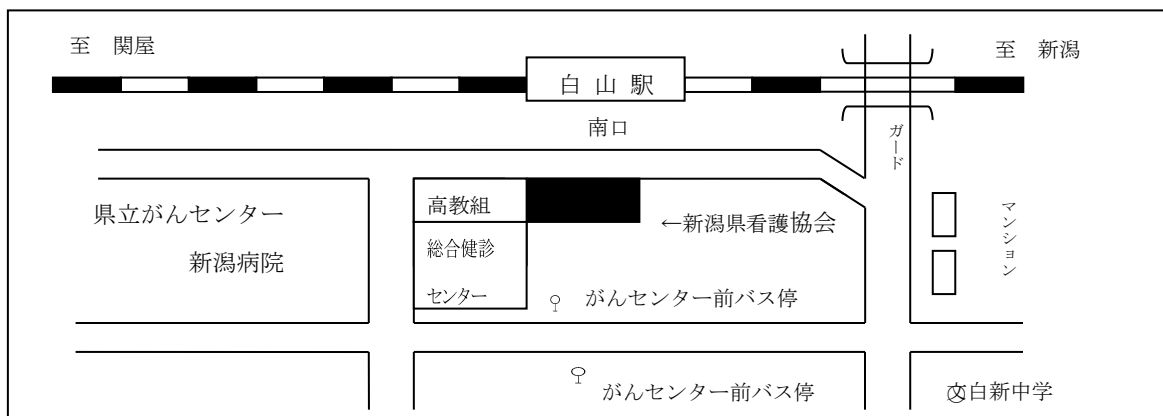 至　関屋
至　新潟
白 山 駅
南口
ガード
高教組
←新潟県看護協会
県立がんセンター
新潟病院
総合健診
センター
マンション
がんセンター前バス停
がんセンター前バス停
文白新中学